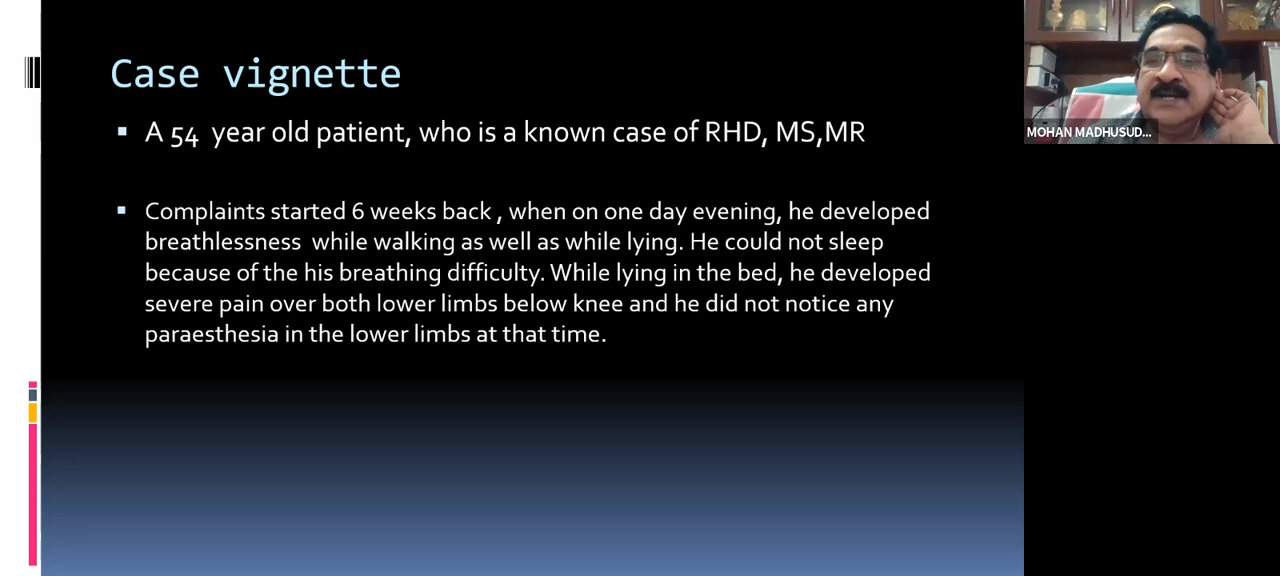 Case vignette
A 54 year old patient, who is a known case of RHD, MS,MR
Complaints started 6 weeks back , when on one day evening, he developed
breathlessness while walking as well as while lying. He could not sleep
because of the his breathing difficulty. While lying in the bed, he developed
severe pain over both lower limbs below knee and he did not notice any
paraesthesia in the lower limbs at that time.
MOHAN MADHUSUD...